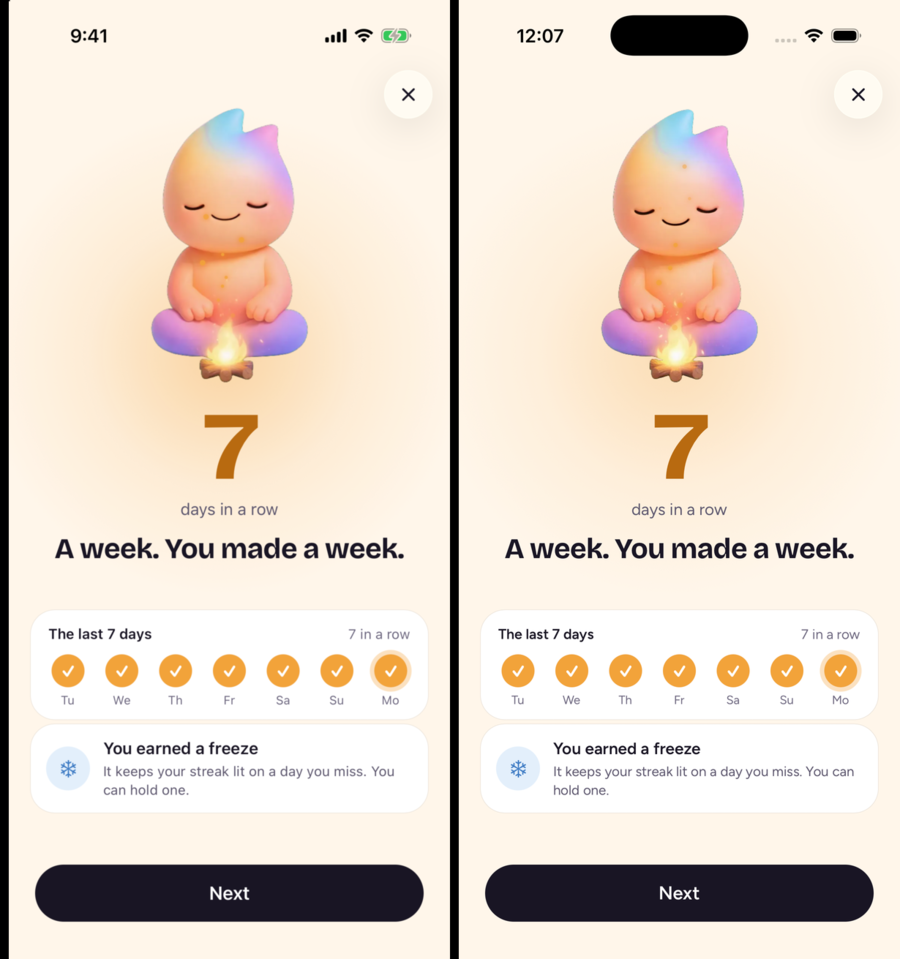 9:41
7
days in a row
A week. You made a week.
The last 7 days 7 in a row
Tu We Th Fr Sa Su Mo
You earned a freeze
It keeps your streak lit on a day you miss. You
can hold one.
Next
12:07
7
days in a row
A week. You made a week.
The last 7 days 7 in a row
Tu We Th Fr Sa Su Mo
You earned a freeze
It keeps your streak lit on a day you miss. You can
hold one.
Next